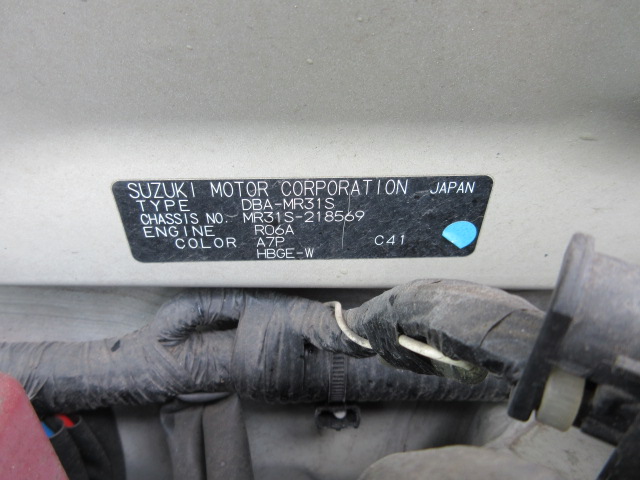 SUZUKI MOTOR CORPORATION JAPAN
TYPE DBA-MR31S
CHASSIS NO. MR31S-218569
ENGINE R06A
COLOR A7P C41
HBGE-W